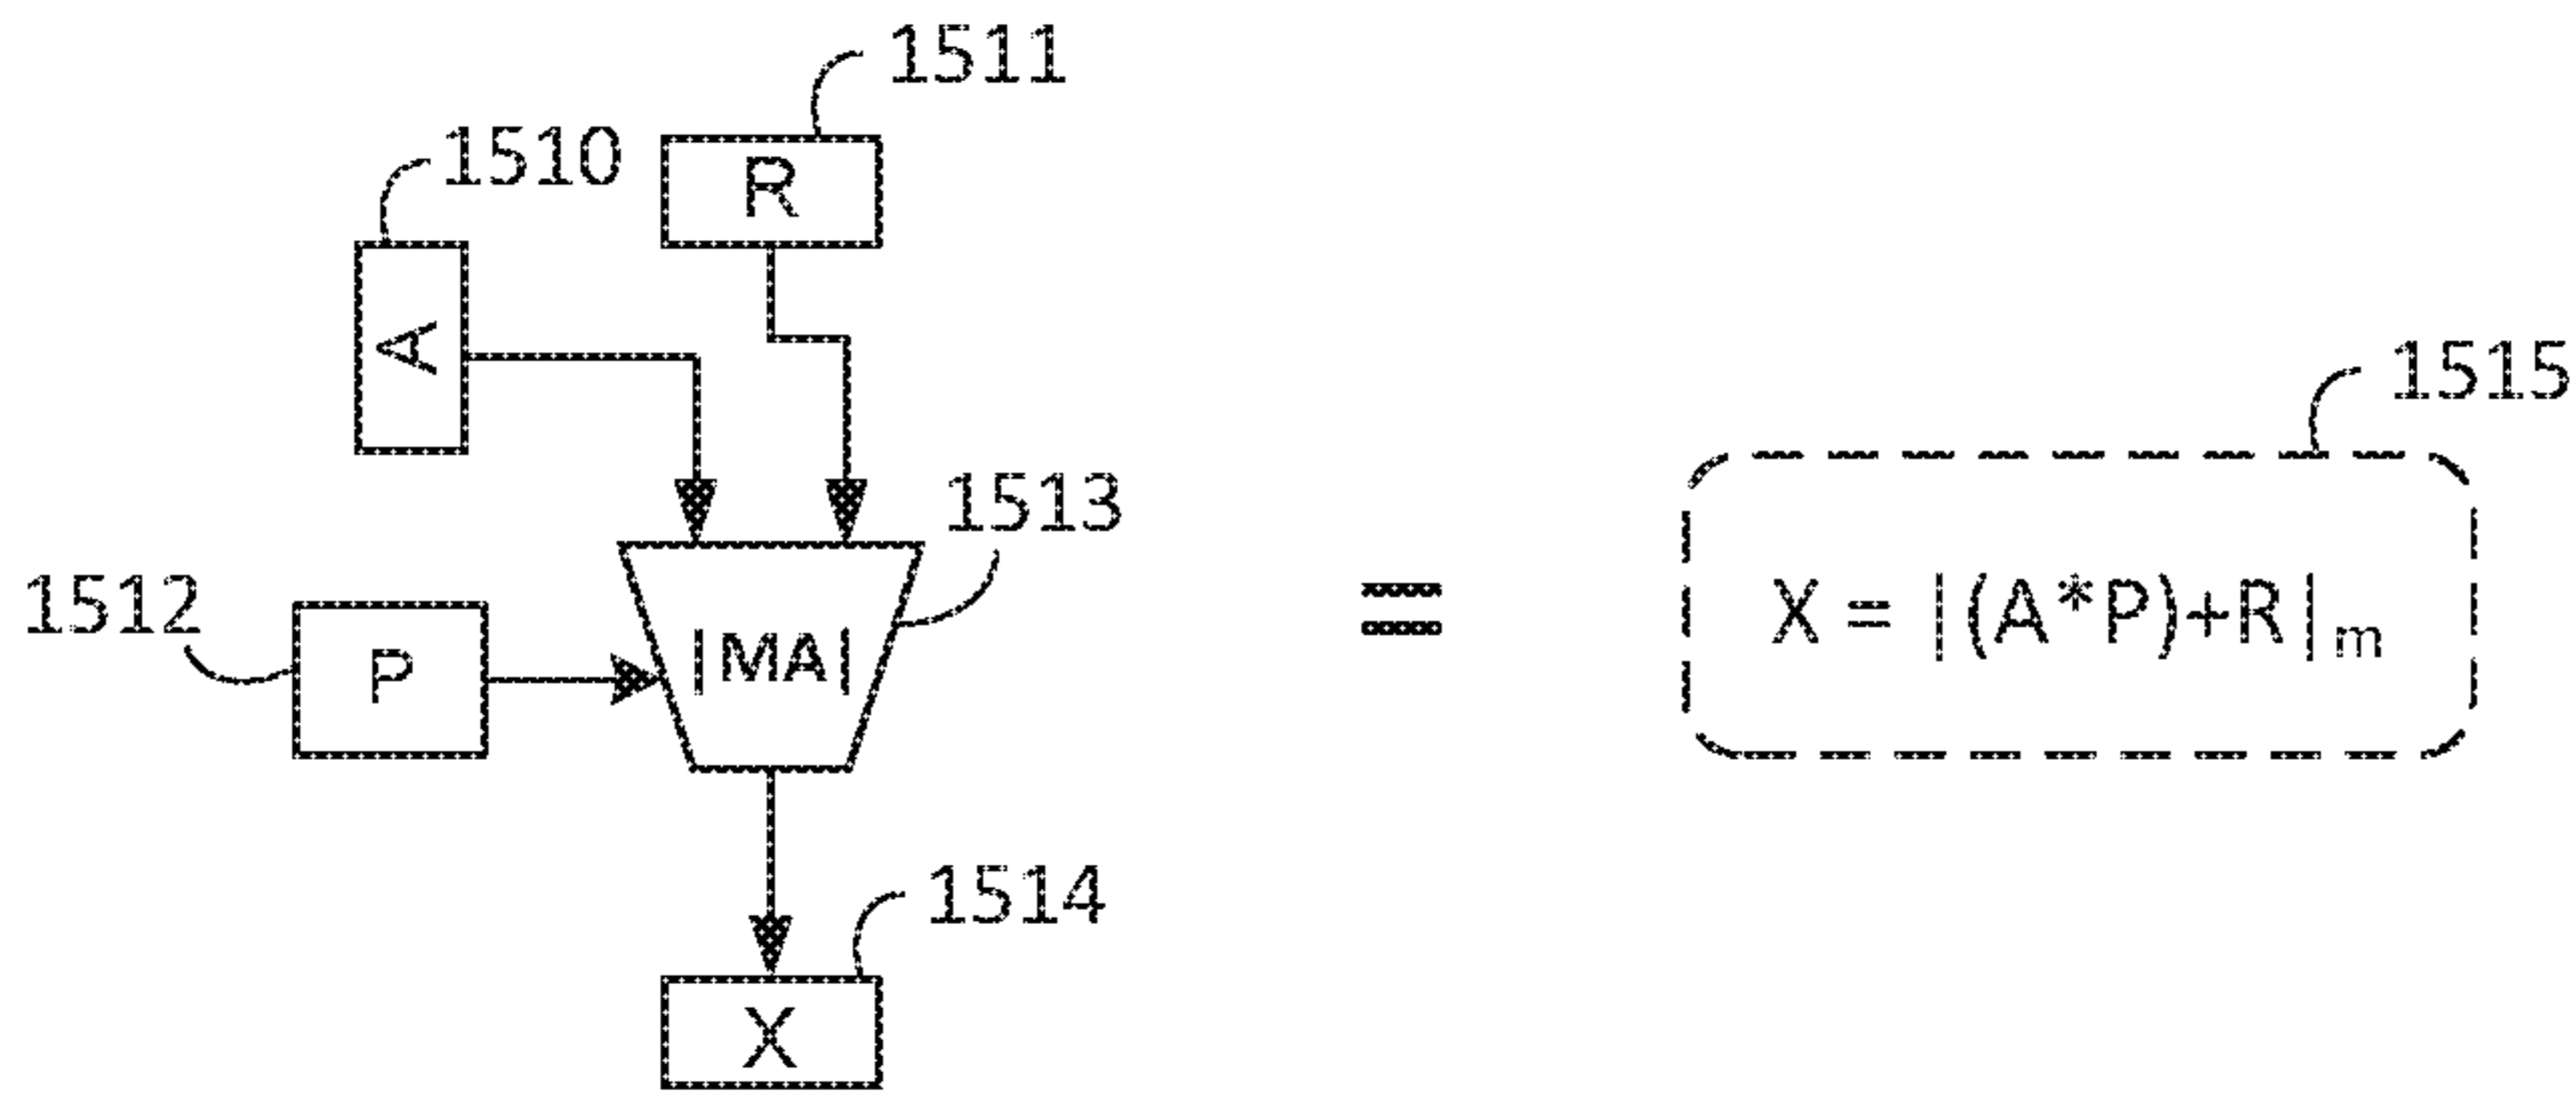 1511
1510
R
A
1515
1513
1512
P
|MA|
=
X = |(A*P)+R|m
1514
X